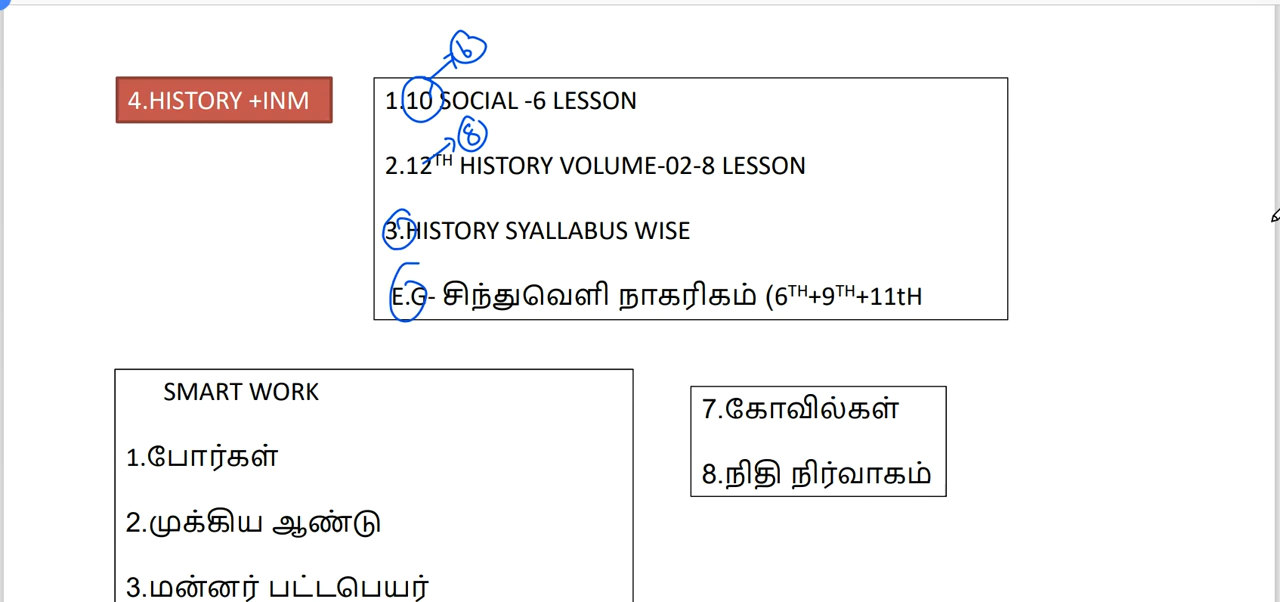 6
4.HISTORY +INM
1.10 SOCIAL -6 LESSON
8
2.12TH HISTORY VOLUME-02-8 LESSON
3.HISTORY SYALLABUS WISE
E.G- சிந்துவெளி நாகரிகம் (6TH+9TH+11tH
SMART WORK
1.போர்கள்
2.முக்கிய ஆண்டு
3.மன்னர் பட்டபெயர்
7.கோவில்கள்
8.நிதி நிர்வாகம்